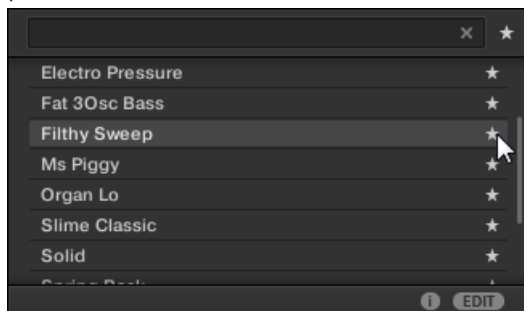 Electro Pressure
Fat 3Osc Bass
Filthy Sweep
Ms Piggy
Organ Lo
Slime Classic
Solid
EDIT